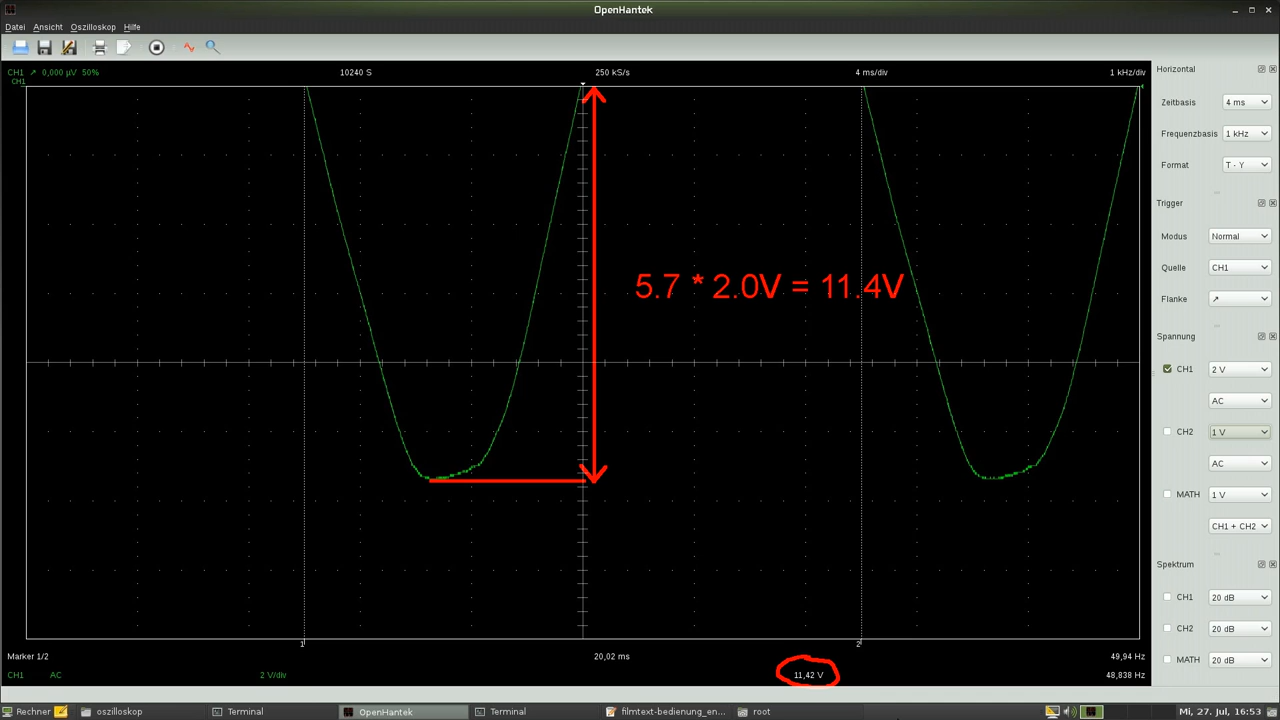 OpenHantek
Datei Ansicht Oszilloskop Hilfe
CH1 ↗ 0,000 µV 50% 10240 S 250 kS/s 4 ms/div 1 kHz/div
CH1
5.7 * 2.0V = 11.4V
1 2
Marker 1/2 20,02 ms 49,94 Hz
CH1 AC 2 V/div 11,42 V 48,838 Hz
Horizontal
Zeitbasis 4 ms
Frequenzbasis 1 kHz
Format T - Y
Trigger
Modus Normal
Quelle CH1
Flanke ↗
Spannung
CH1 2 V
AC
CH2 1 V
AC
MATH 1 V
CH1 + CH2
Spektrum
CH1 20 dB
CH2 20 dB
MATH 20 dB
Rechner oszilloskop Terminal OpenHantek Terminal filmtext-bedienung_en... root Mi, 27. Jul, 16:53